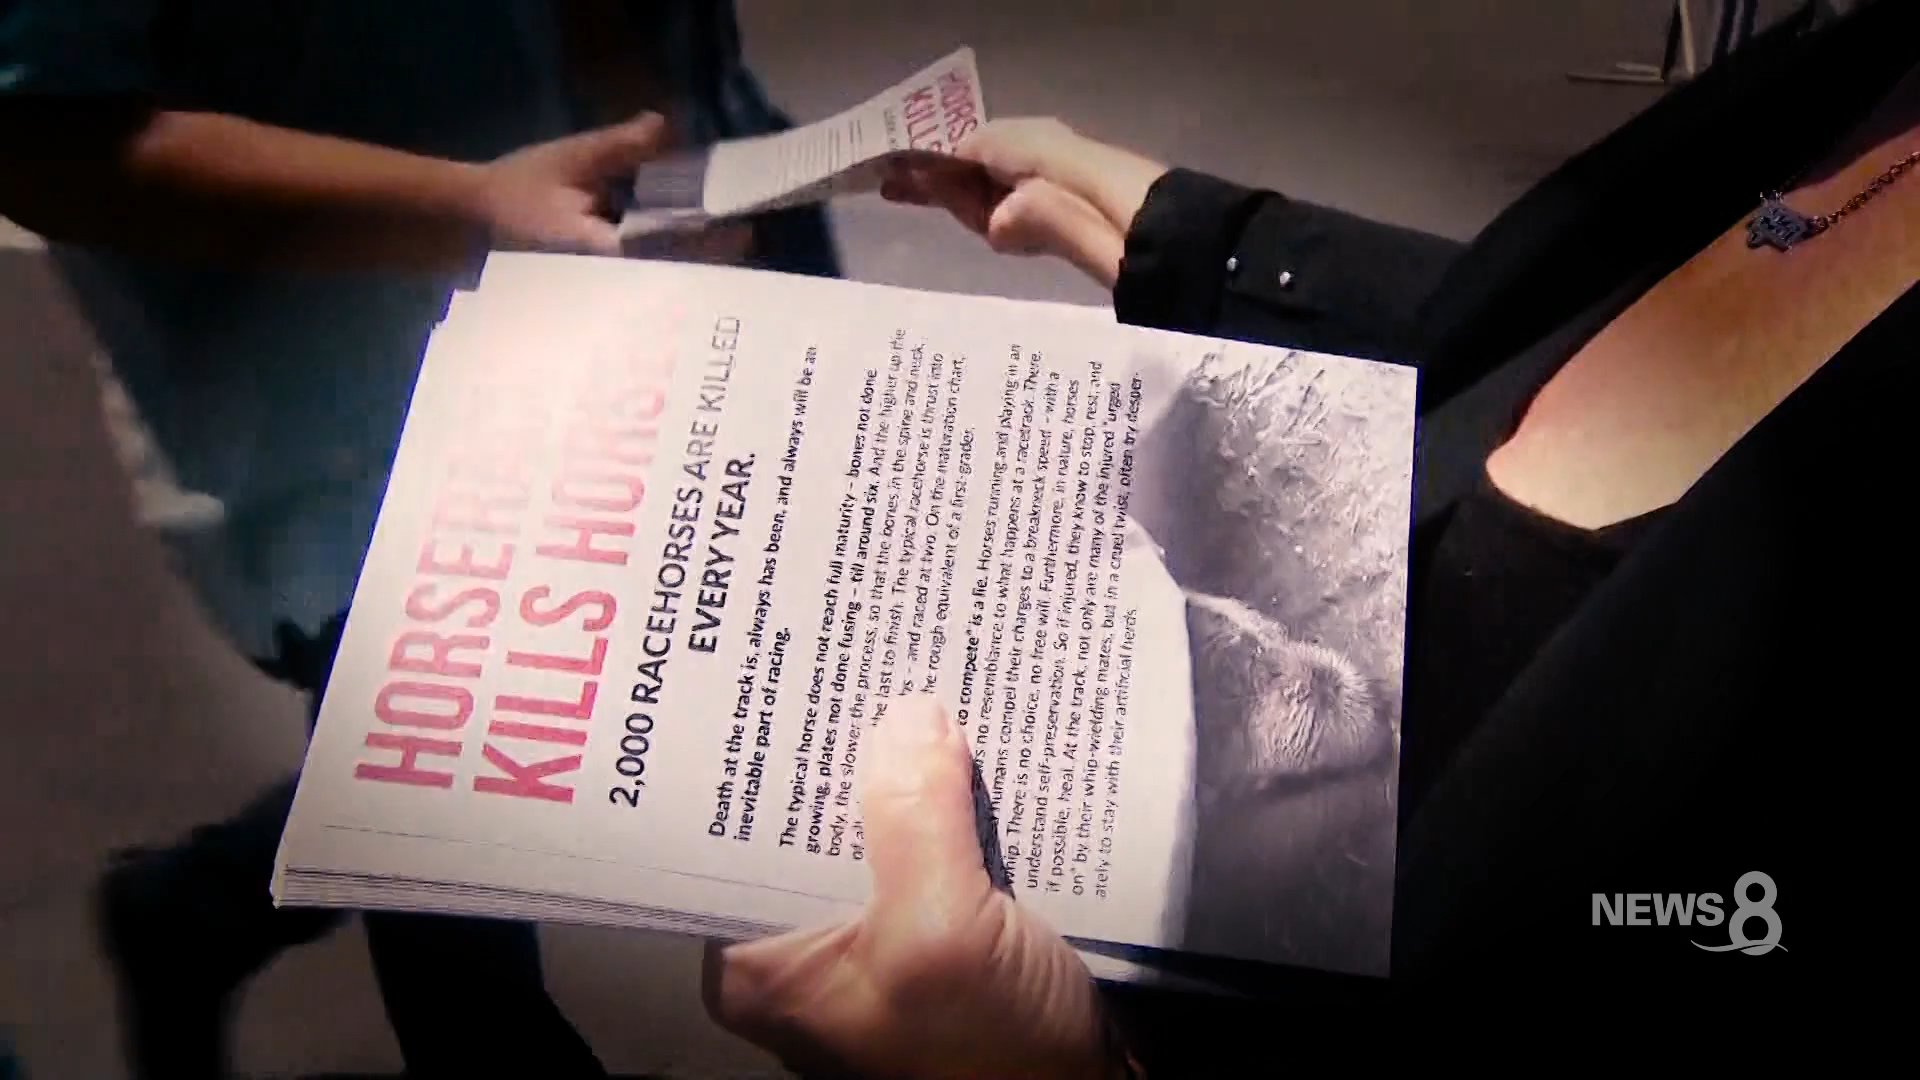 HORS
KILLS
HORSER
KILLS HORSE
2,000 RACEHORSES ARE KILLED
EVERY YEAR.
Death at the track is, always has been, and always will be an
inevitable part of racing.
The typical horse does not reach full maturity - bones not done
growing, plates not done fusing - till around six. And the higher up the
body, the slower the process, so that the bones in the spine and neck,
of all, the last to finish. The typical racehorse is thrust into
- and raced at two. On the maturation chart,
the rough equivalent of a first-grader.
to compete" is a lie. Horses running and playing in an
no resemblance to what happens at a racetrack. There,
humans compel their charges to a breakneck speed - with a
whip. There is no choice, no free will. Furthermore, in nature, horses
understand self-preservation. So if injured, they know to stop, rest, and
if possible, heal. At the track, not only are many of the injured "urged
on" by their whip-wielding mates, but in a cruel twist, often try desper-
ately to stay with their artificial herds.
NEWS 8